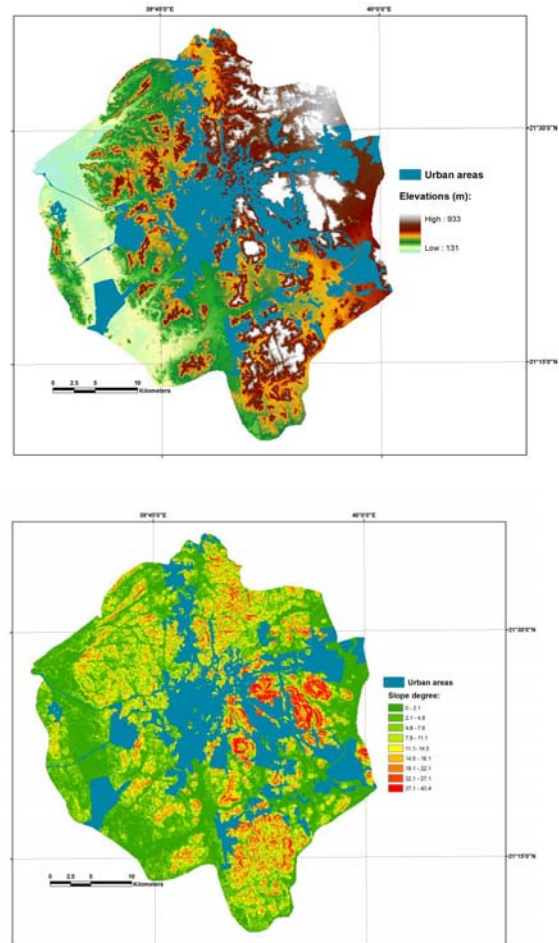 39°45'0"E
40°0'0"E
21°30'0"N
Urban areas
Elevations (m):
High : 933
Low : 131
21°15'0"N
0 2.5 5 10
Kilometers
39°45'0"E
40°0'0"E
21°30'0"N
Urban areas
Slope degree:
0 - 2.1
2.1 - 4.8
4.8 - 7.9
7.9 - 11.1
11.1 - 14.5
14.5 - 18.1
18.1 - 22.1
22.1 - 27.1
27.1 - 43.4
21°15'0"N
0 2.5 5 10
Kilometers